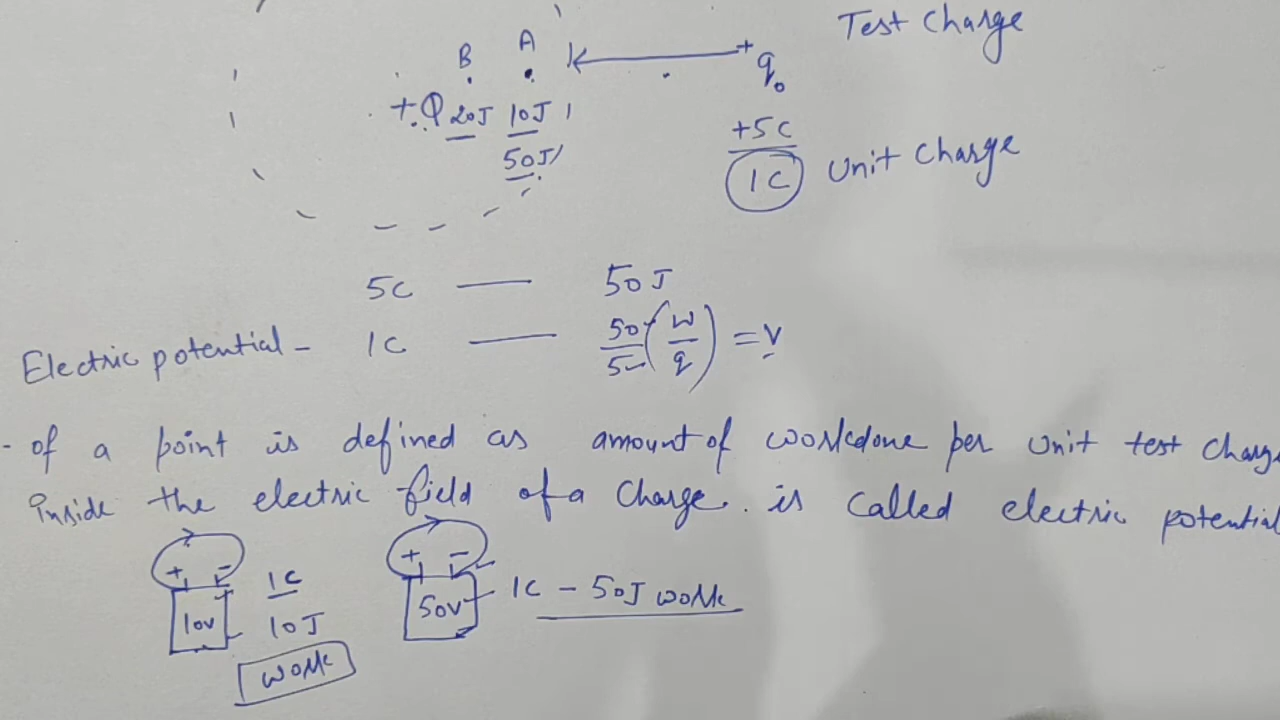 Test Charge
B A + q₀
+Q 20J 10J
+5C
50J
1C Unit Charge
5C — 50J
Electric potential - 1C — 50/5 (W/q) = V
- of a point is defined as amount of workdone per unit test charge
inside the electric field of a Charge. is called electric potential
+ - + -
1C
10V 10J
50V 1C - 50J work
work